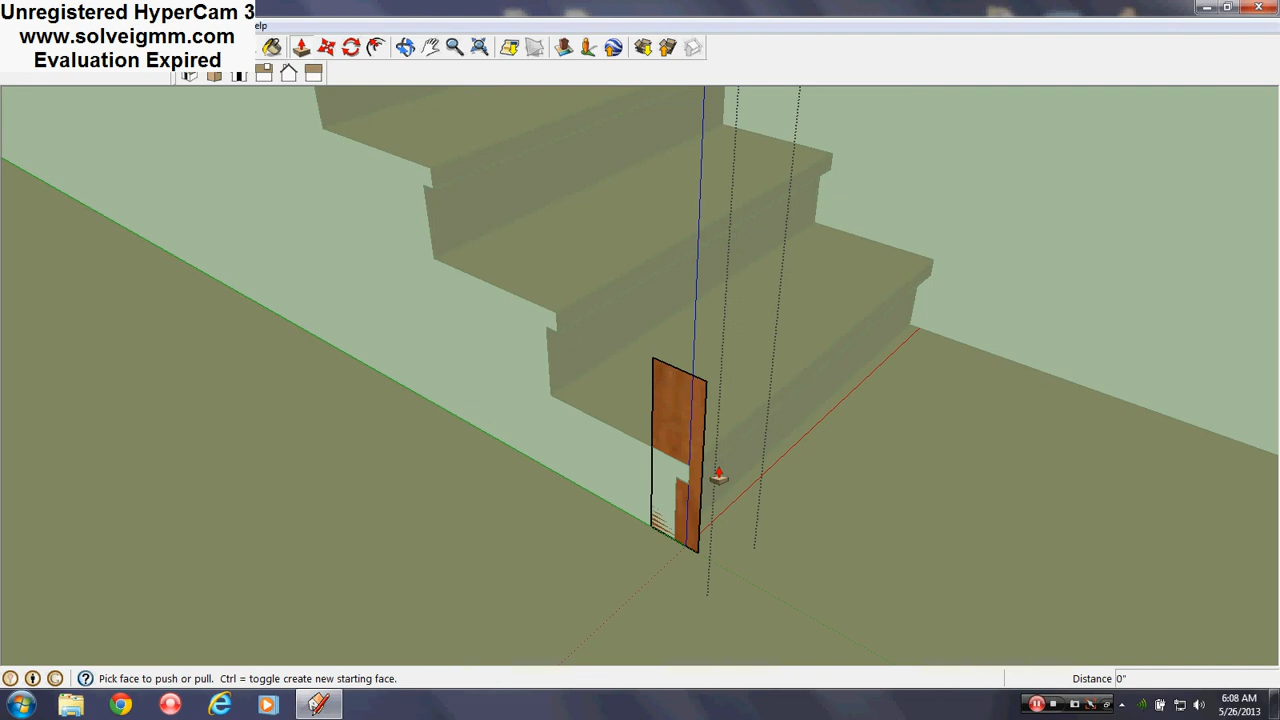 Unregistered HyperCam 3
www.solveigmm.com
Evaluation Expired
elp
Pick face to push or pull. Ctrl = toggle create new starting face.
Distance 0"
6:08 AM
5/26/2013